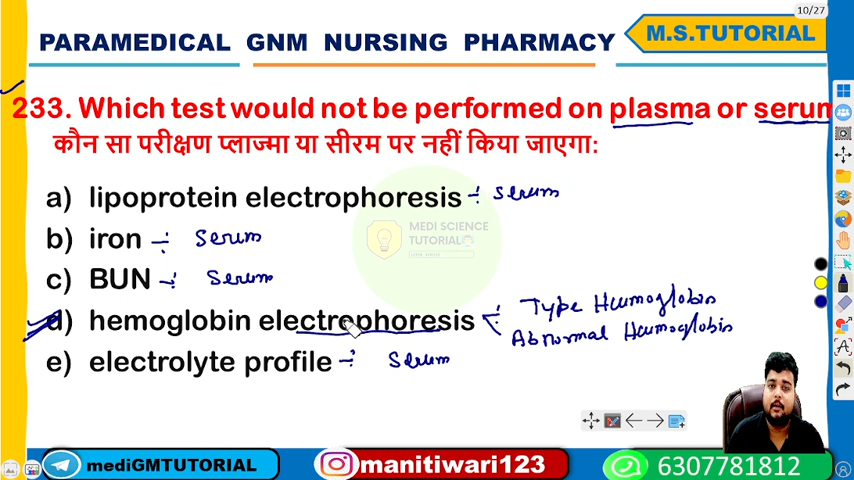 10/27
PARAMEDICAL GNM NURSING PHARMACY
M.S.TUTORIAL
233. Which test would not be performed on plasma or serum
कौन सा परीक्षण प्लाज्मा या सीरम पर नहीं किया जाएगा:
a) lipoprotein electrophoresis ÷ serum
b) iron ÷ serum
c) BUN ÷ serum
d) hemoglobin electrophoresis
Type Haemoglobin
Abnormal Haemoglobin
e) electrolyte profile ÷ serum
MEDI SCIENCE
TUTORIAL
mediGMTUTORIAL
manitiwari123
6307781812